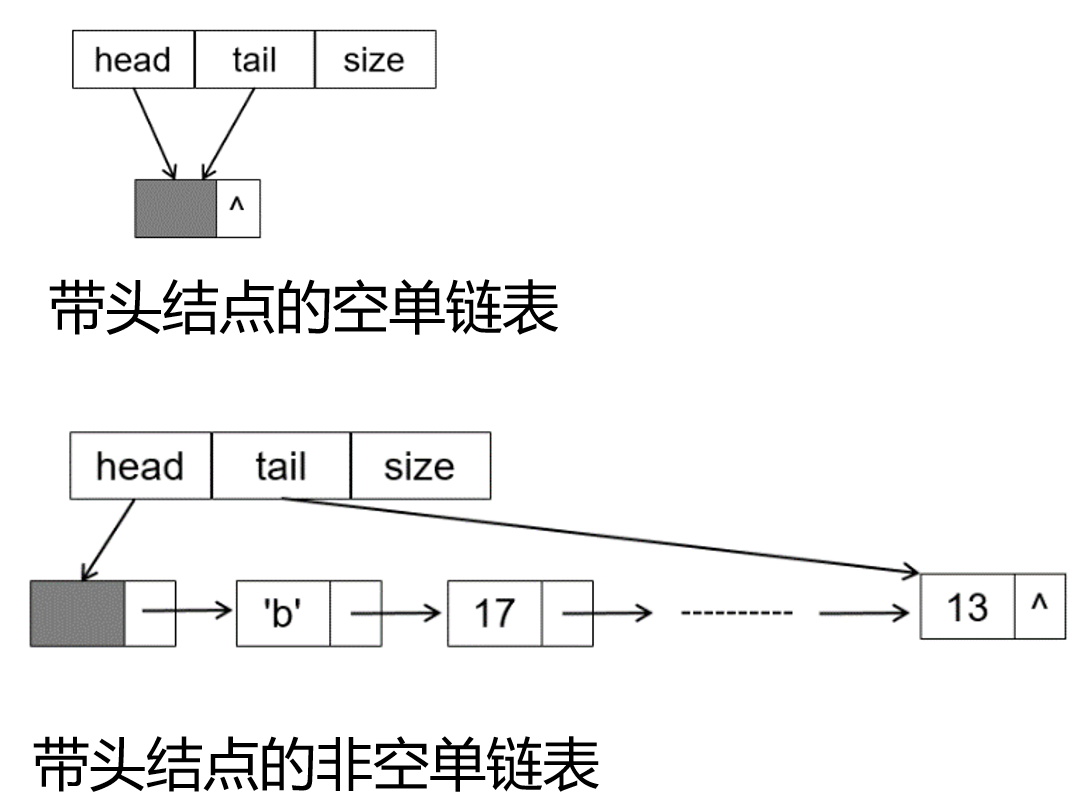 head tail size
^
带头结点的空单链表
head tail size
'b' 17 --------- 13 ^
带头结点的非空单链表